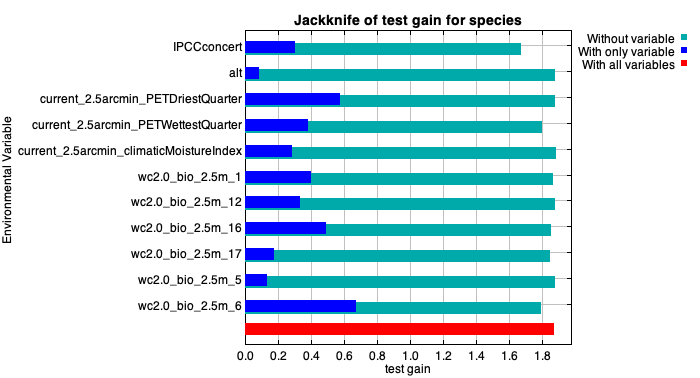 Jackknife of test gain for species
Without variable
With only variable
With all variables
Environmental Variable
IPCCconcert
alt
current_2.5arcmin_PETDriestQuarter
current_2.5arcmin_PETWettestQuarter
current_2.5arcmin_climaticMoistureIndex
wc2.0_bio_2.5m_1
wc2.0_bio_2.5m_12
wc2.0_bio_2.5m_16
wc2.0_bio_2.5m_17
wc2.0_bio_2.5m_5
wc2.0_bio_2.5m_6
0.0 0.2 0.4 0.6 0.8 1.0 1.2 1.4 1.6 1.8
test gain